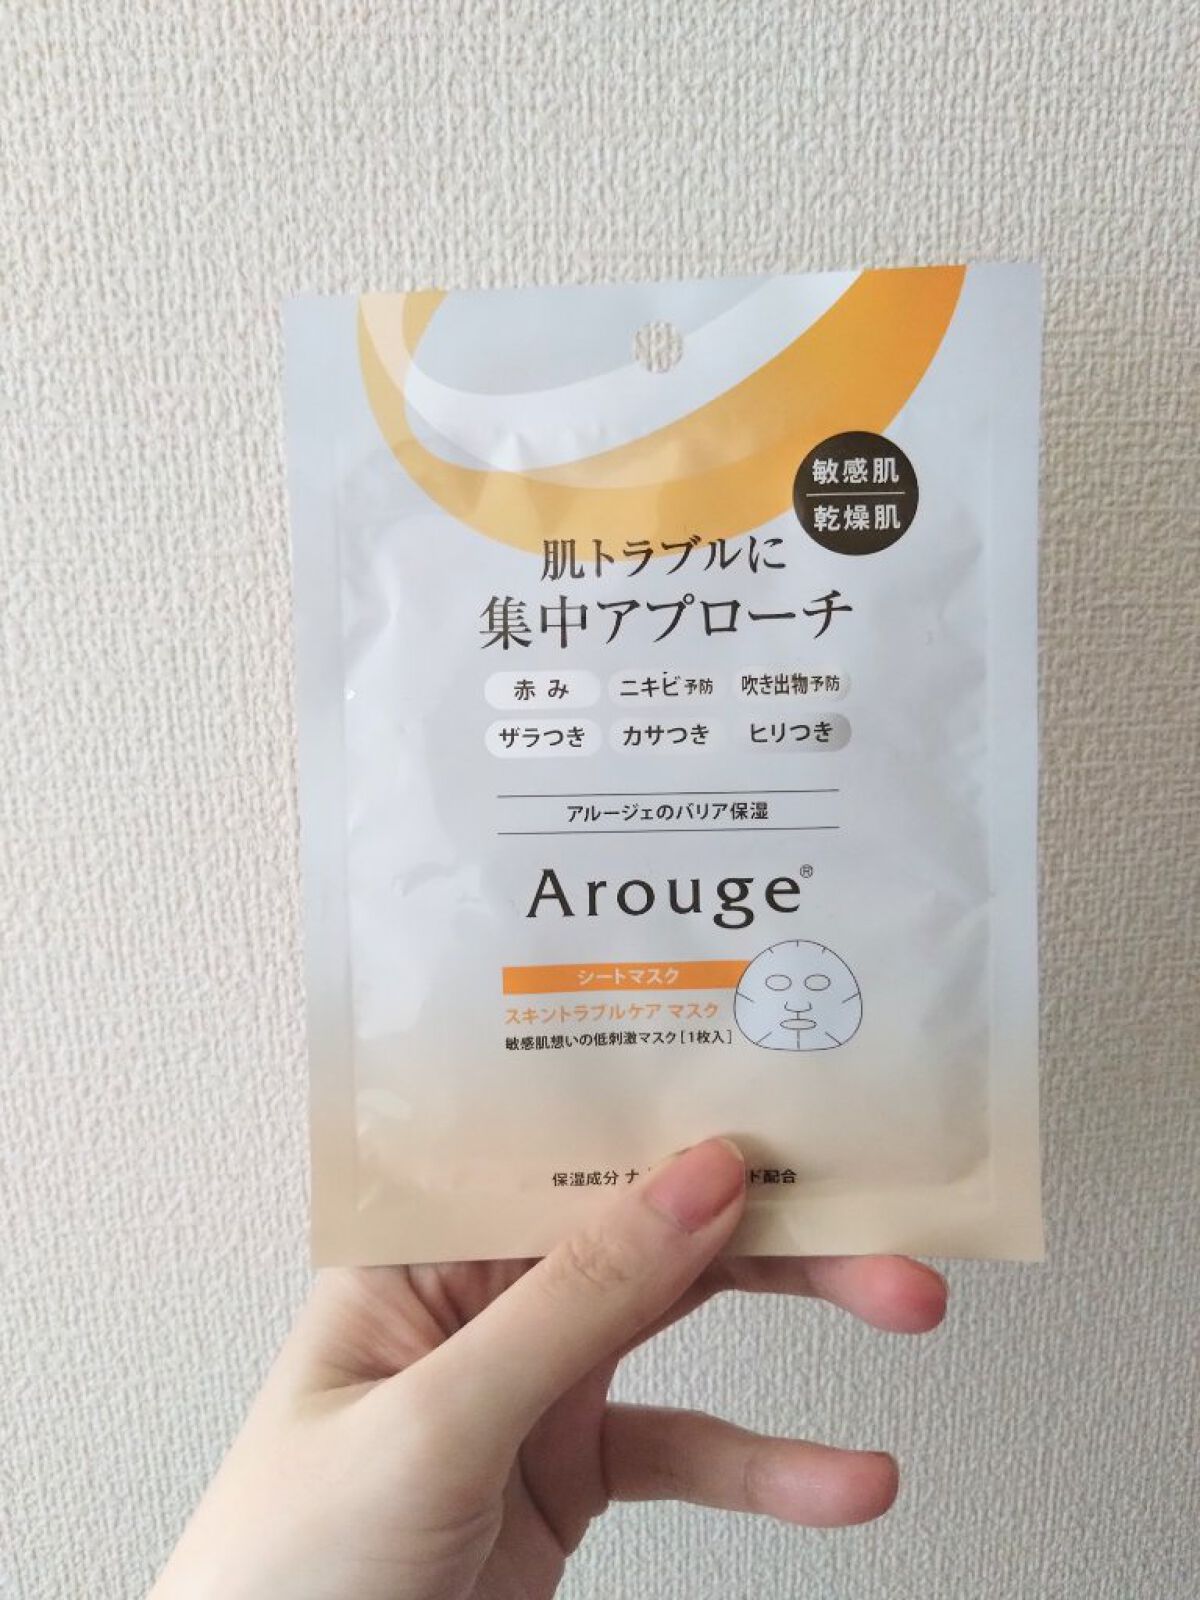 敏感肌
乾燥肌
肌トラブルに
集中アプローチ
赤み ニキビ予防 吹き出物予防
ザラつき カサつき ヒリつき
アルージェのバリア保湿
Arouge®
シートマスク
スキントラブルケア マスク
敏感肌想いの低刺激マスク[1枚入]
保湿成分 配合